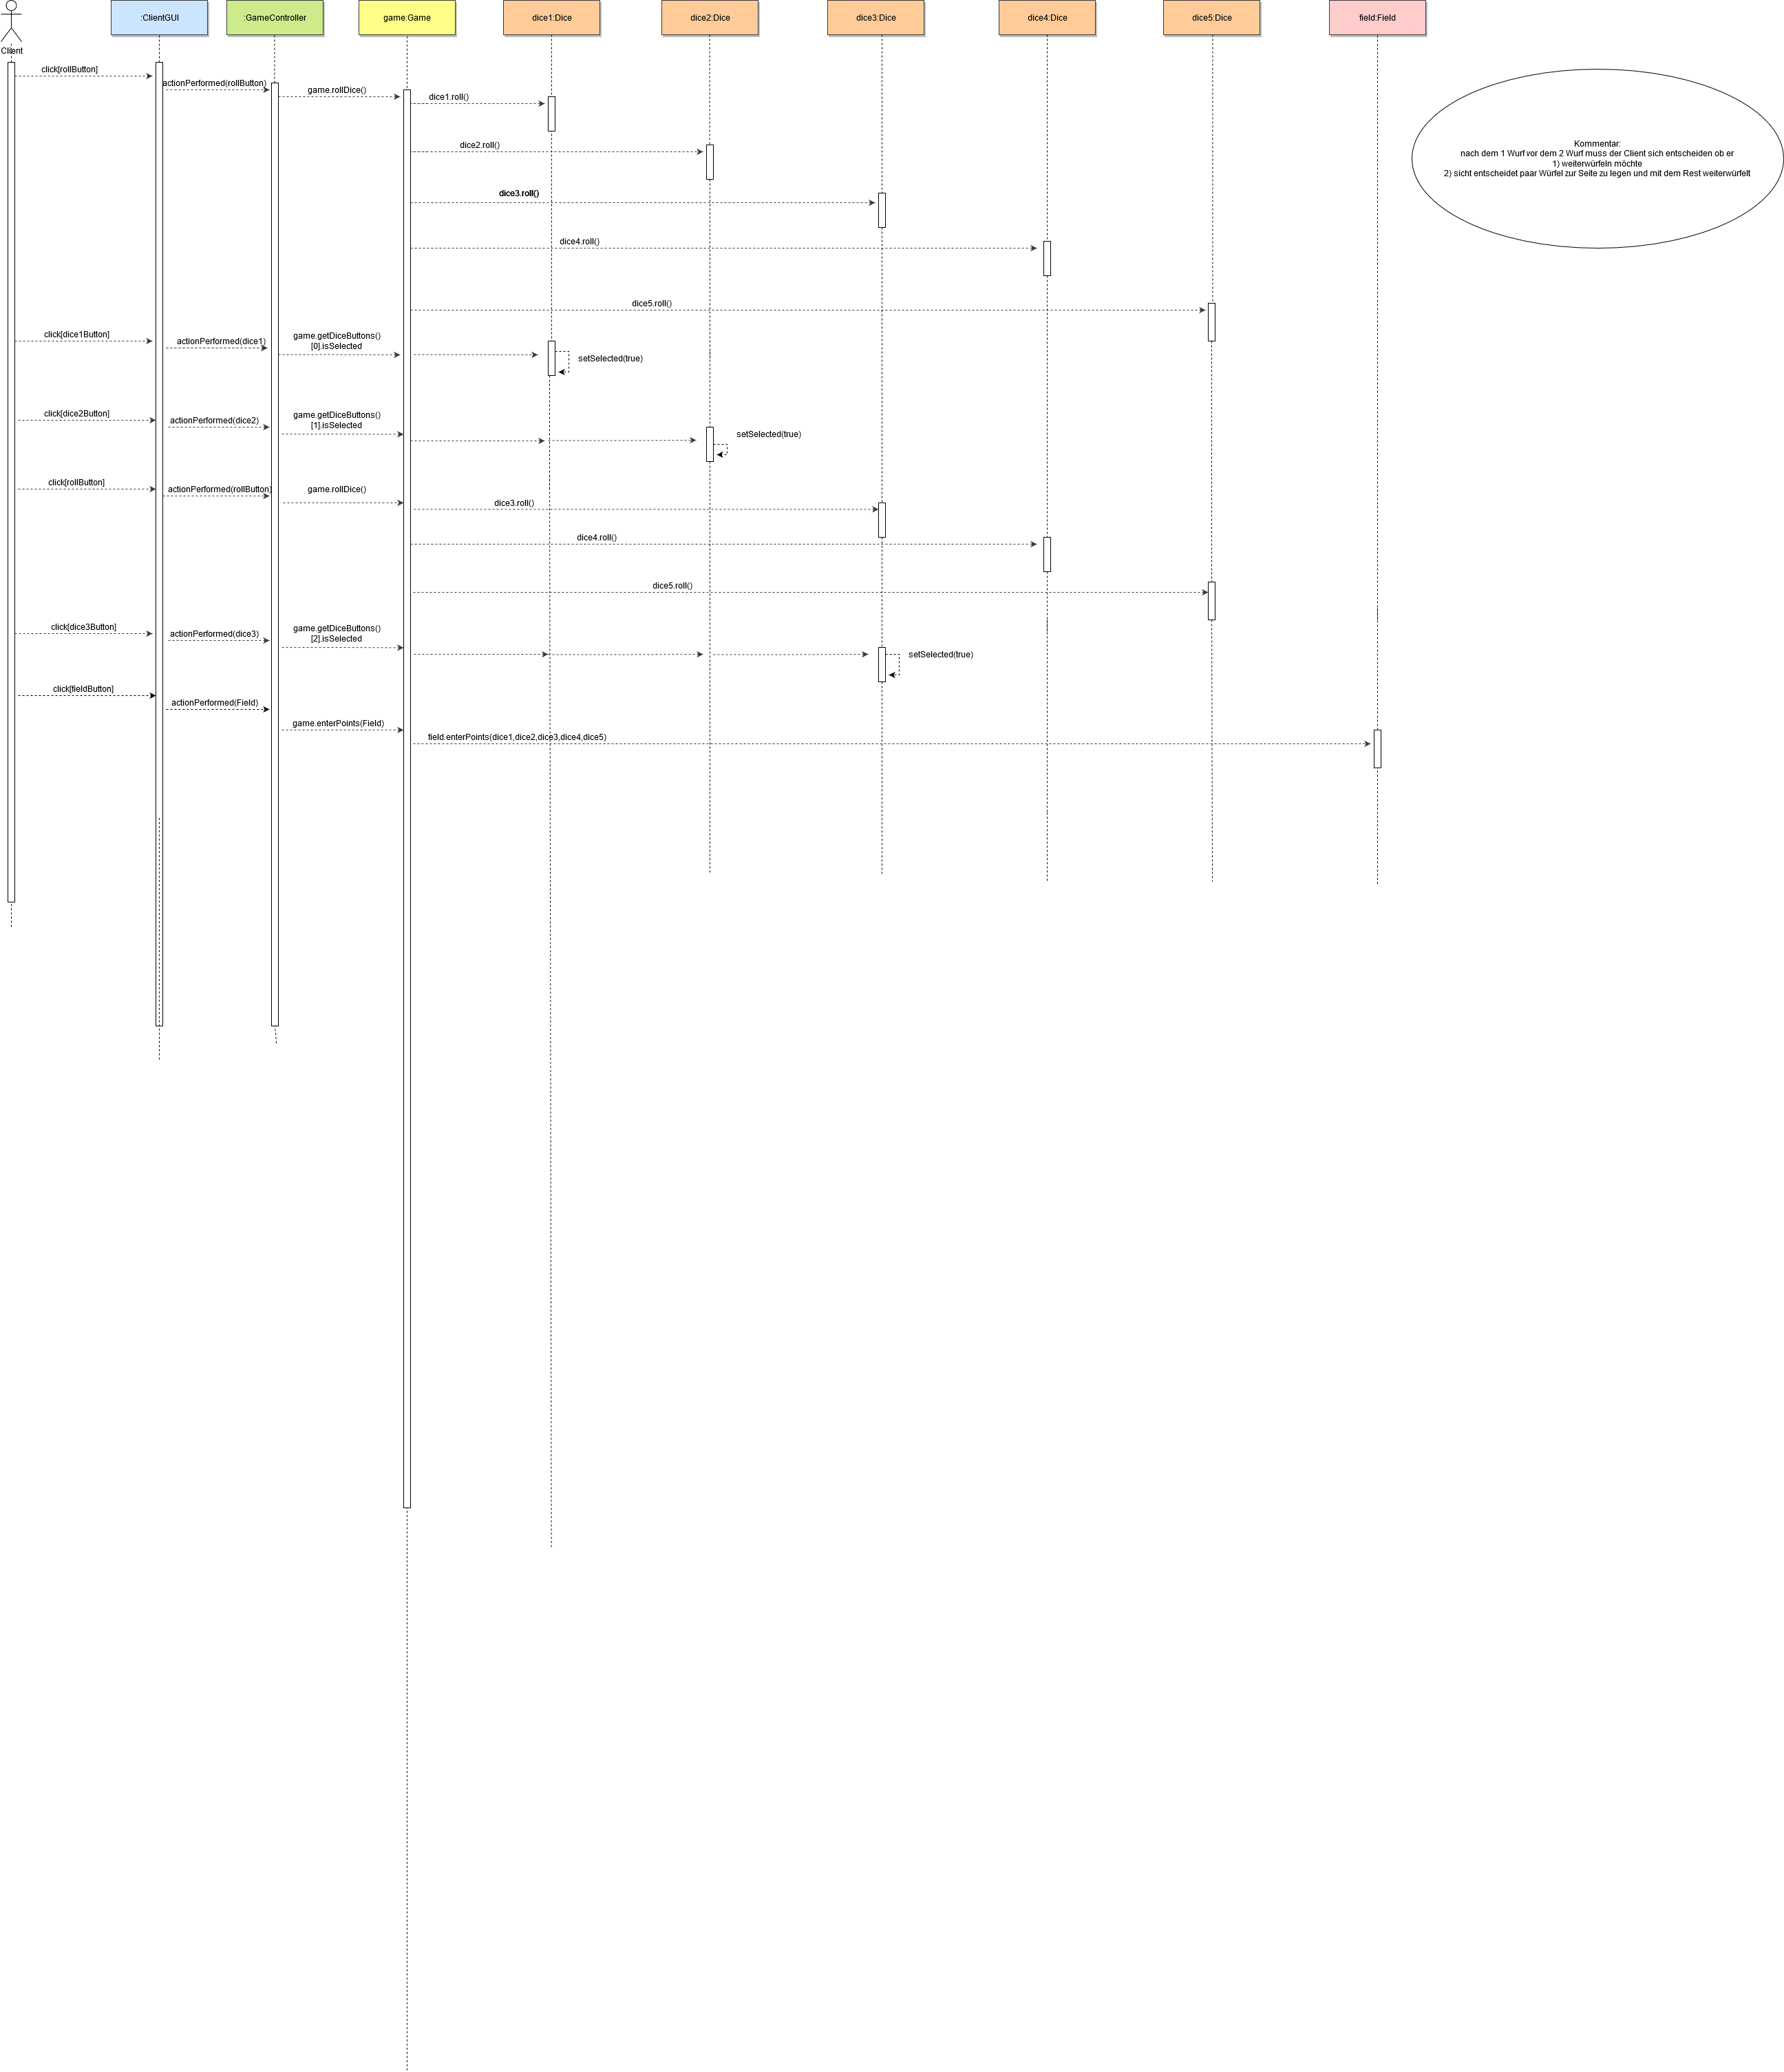 Client
:ClientGUI
:GameController
game:Game
dice1:Dice
dice2:Dice
dice3:Dice
dice4:Dice
dice5:Dice
field:Field
click[rollButton]
actionPerformed(rollButton)
game.rollDice()
dice1.roll()
dice2.roll()
dice3.roll()
dice4.roll()
dice5.roll()
Kommentar:
nach dem 1 Wurf vor dem 2 Wurf muss der Client sich entscheiden ob er
1) weiterwürfeln möchte
2) sicht entscheidet paar Würfel zur Seite zu legen und mit dem Rest weiterwürfelt
click[dice1Button]
actionPerformed(dice1)
game.getDiceButtons()
[0].isSelected
setSelected(true)
click[dice2Button]
actionPerformed(dice2)
game.getDiceButtons()
[1].isSelected
setSelected(true)
click[rollButton]
actionPerformed(rollButton)
game.rollDice()
dice3.roll()
dice4.roll()
dice5.roll()
click[dice3Button]
actionPerformed(dice3)
game.getDiceButtons()
[2].isSelected
setSelected(true)
click[fieldButton]
actionPerformed(Field)
game.enterPoints(Field)
field.enterPoints(dice1,dice2,dice3,dice4,dice5)